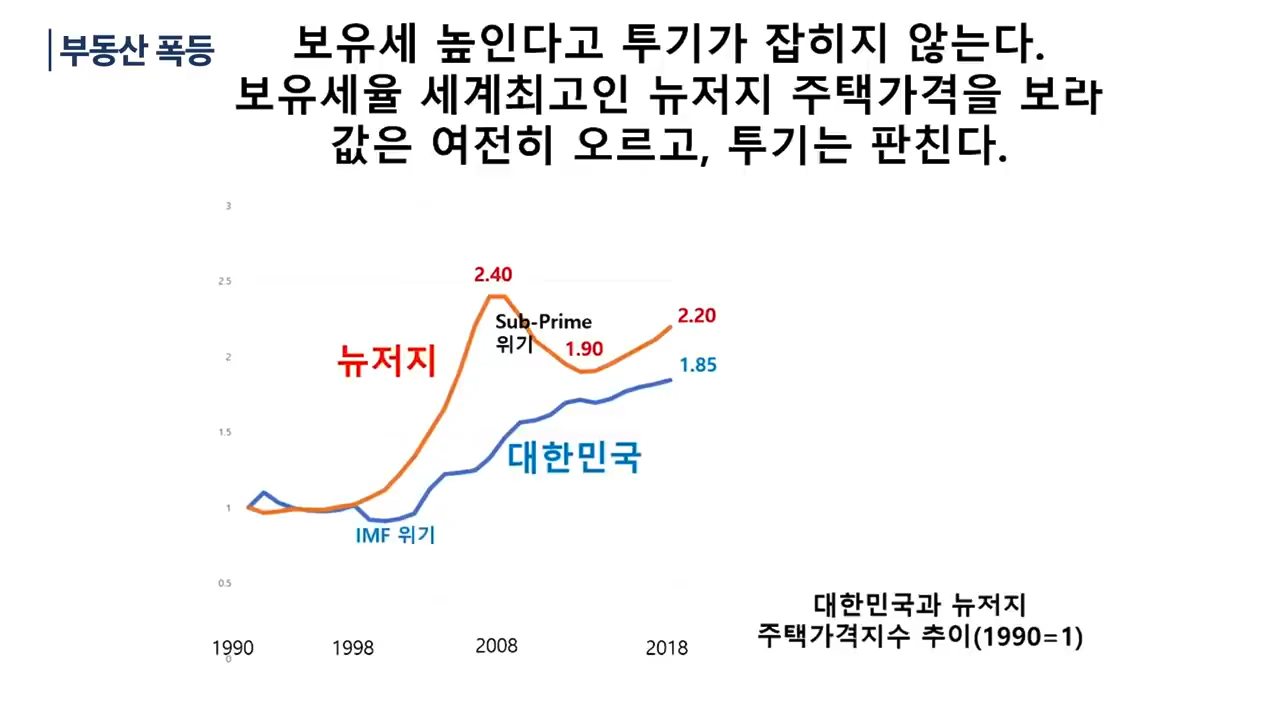 부동산 폭등
보유세 높인다고 투기가 잡히지 않는다.
보유세율 세계최고인 뉴저지 주택가격을 보라
값은 여전히 오르고, 투기는 판친다.
3
2.5
2
1.5
1
0.5
0
2.40
Sub-Prime
위기
1.90
2.20
1.85
뉴저지
대한민국
IMF 위기
1990
1998
2008
2018
대한민국과 뉴저지
주택가격지수 추이(1990=1)